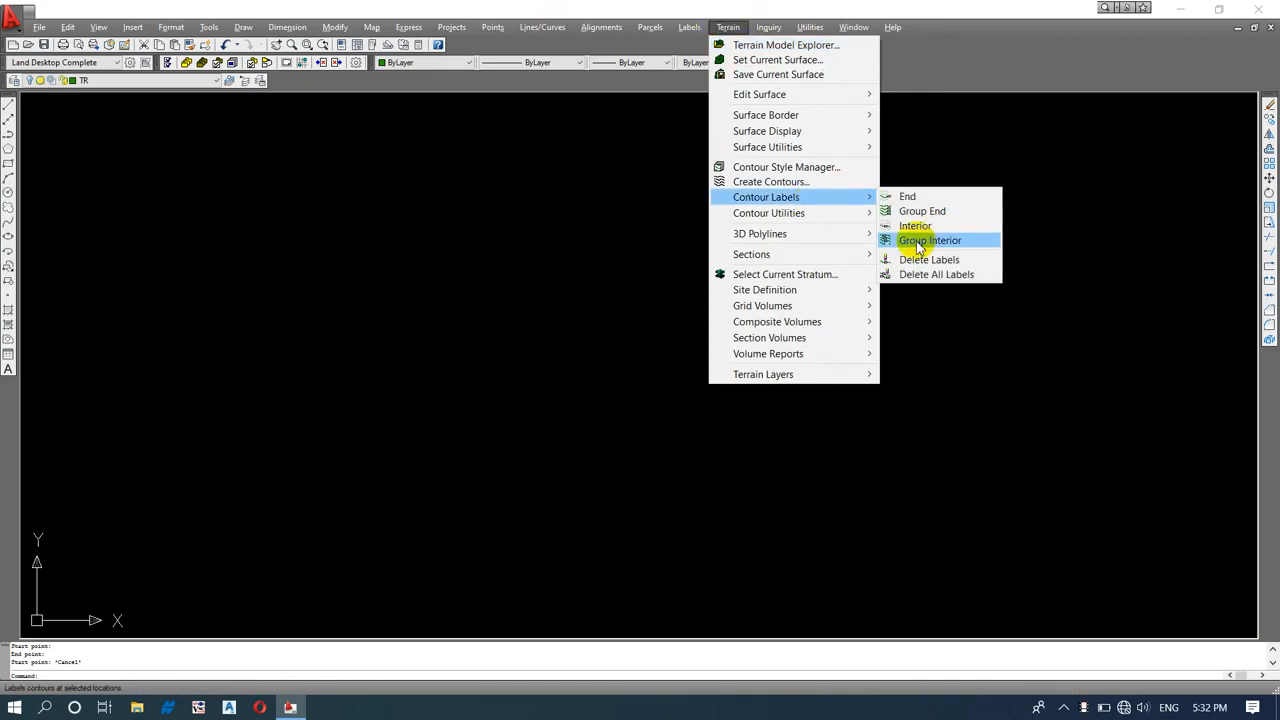 File Edit View Insert Format Tools Draw Dimension Modify Map Express Projects Points Lines/Curves Alignments Parcels Labels Terrain Inquiry Utilities Window Help
Land Desktop Complete ByLayer ByLayer ByLayer ByLayer
TR
Terrain Model Explorer...
Set Current Surface...
Save Current Surface
Edit Surface
Surface Border
Surface Display
Surface Utilities
Contour Style Manager...
Create Contours...
Contour Labels
Contour Utilities
3D Polylines
Sections
Select Current Stratum...
Site Definition
Grid Volumes
Composite Volumes
Section Volumes
Volume Reports
Terrain Layers
End
Group End
Interior
Group Interior
Delete Labels
Delete All Labels
Y
X
Start point:
End point:
Start point: *Cancel*
Command:
Labels contours at selected locations.
ENG 5:32 PM